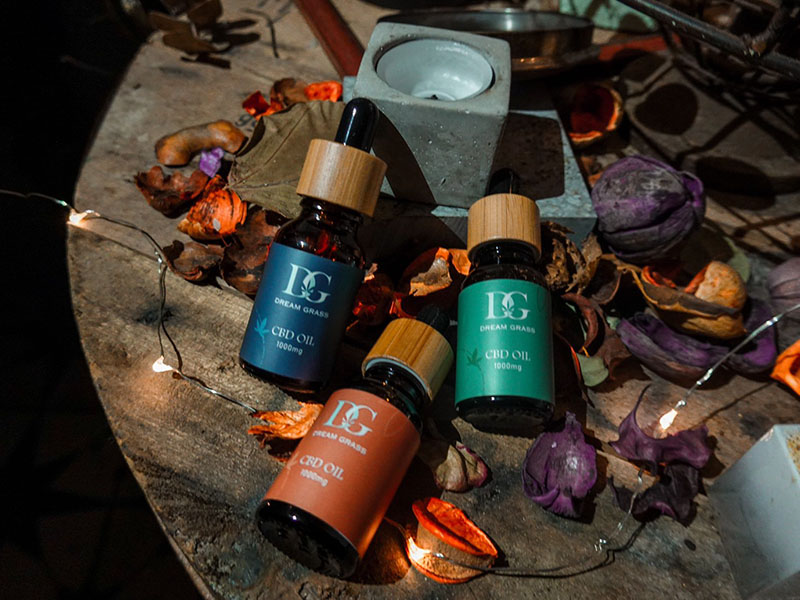 DG
DREAM GRASS
CBD OIL
1000mg
DG
DREAM GRASS
CBD OIL
1000mg
DG
DREAM GRASS
CBD OIL
1000mg